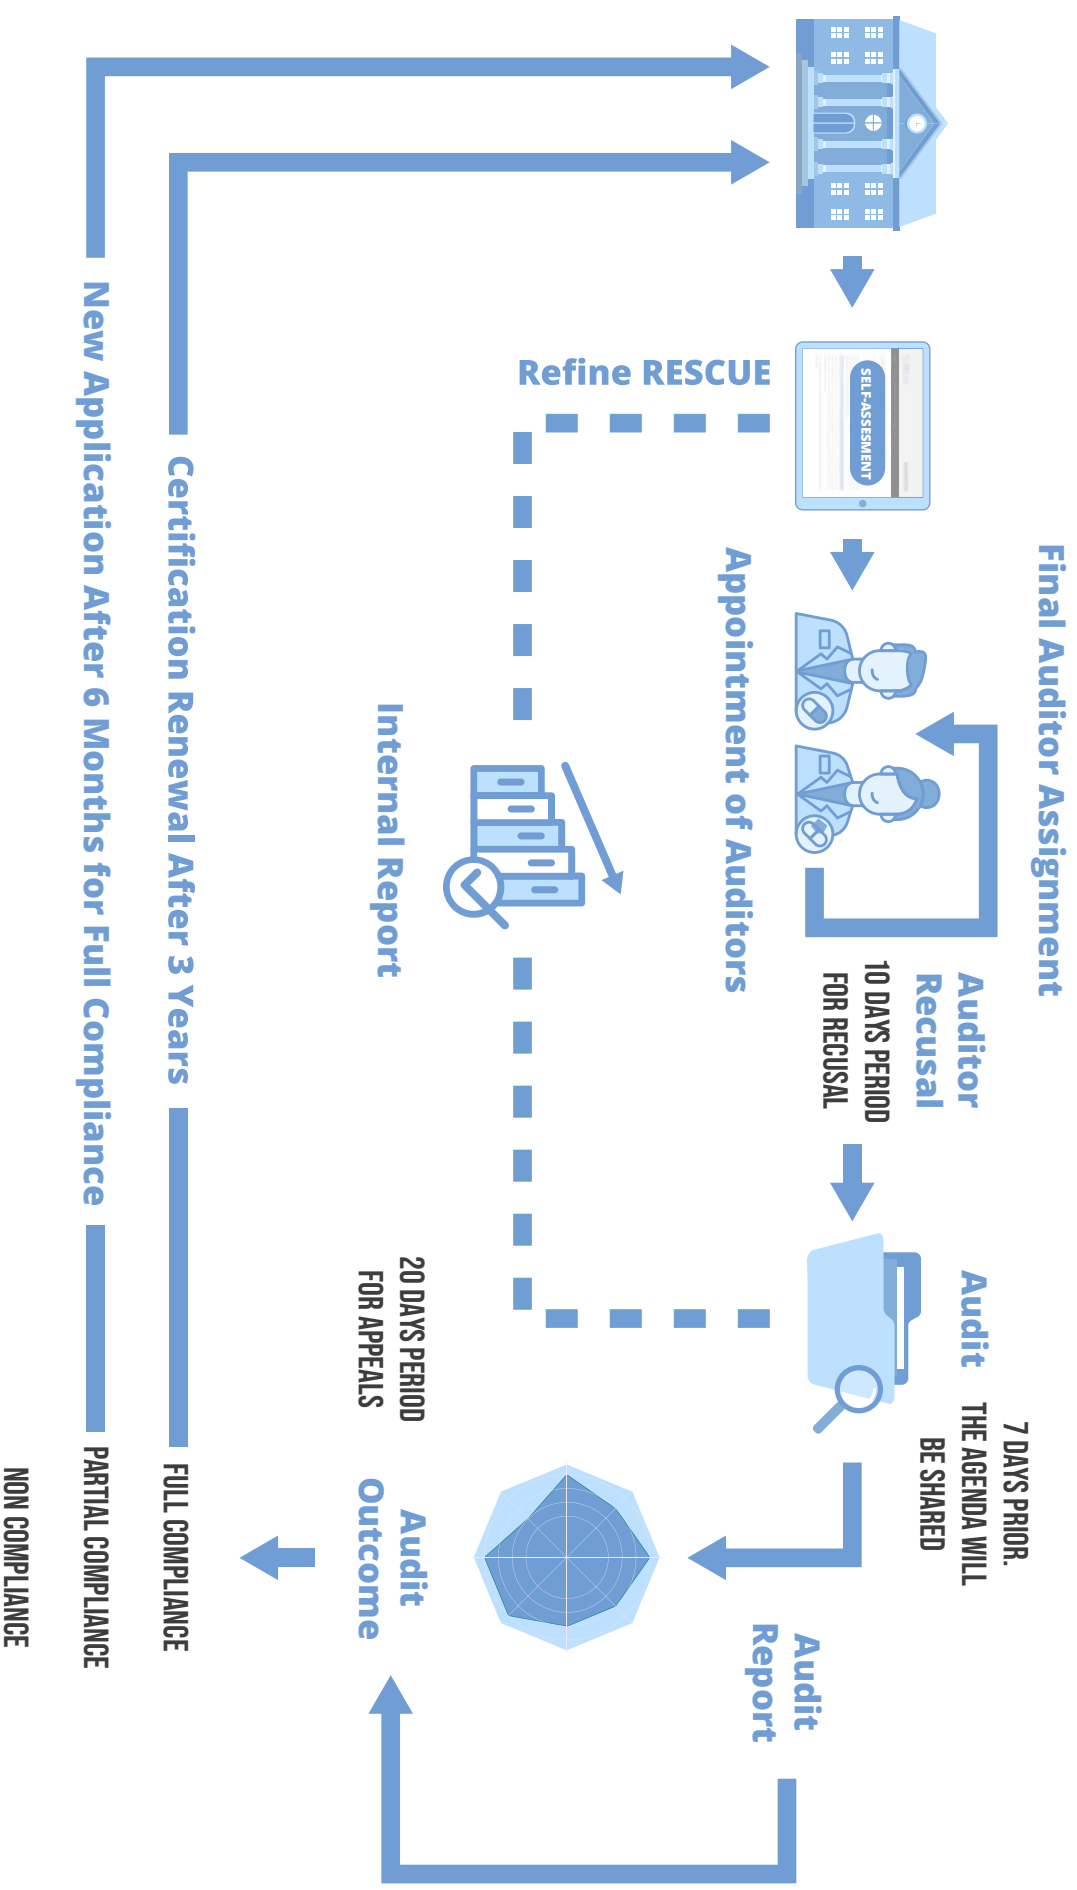 Final Auditor Assignment
SELF-ASSESMENT
Refine RESCUE
Appointment of Auditors
Auditor
Recusal
10 DAYS PERIOD
FOR RECUSAL
Audit
7 DAYS PRIOR.
THE AGENDA WILL
BE SHARED
Internal Report
Audit
Report
20 DAYS PERIOD
FOR APPEALS
Audit
Outcome
Certification Renewal After 3 Years
FULL COMPLIANCE
New Application After 6 Months for Full Compliance
PARTIAL COMPLIANCE
NON COMPLIANCE